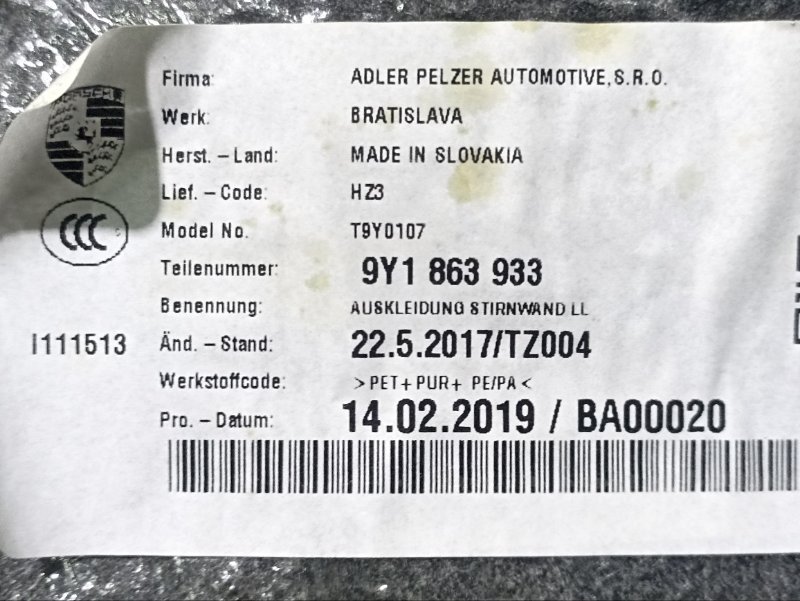 Firma: ADLER PELZER AUTOMOTIVE,S.R.O.
PORSCHE
Werk: BRATISLAVA
Herst. - Land: MADE IN SLOVAKIA
Lief. - Code: HZ3
CCC Model No. T9Y0107
Teilenummer: 9Y1 863 933
Benennung: AUSKLEIDUNG STIRNWAND LL
I111513 Änd. - Stand: 22.5.2017/TZ004
Werkstoffcode: >PET+PUR+ PE/PA<
Pro. - Datum: 14.02.2019 / BA00020